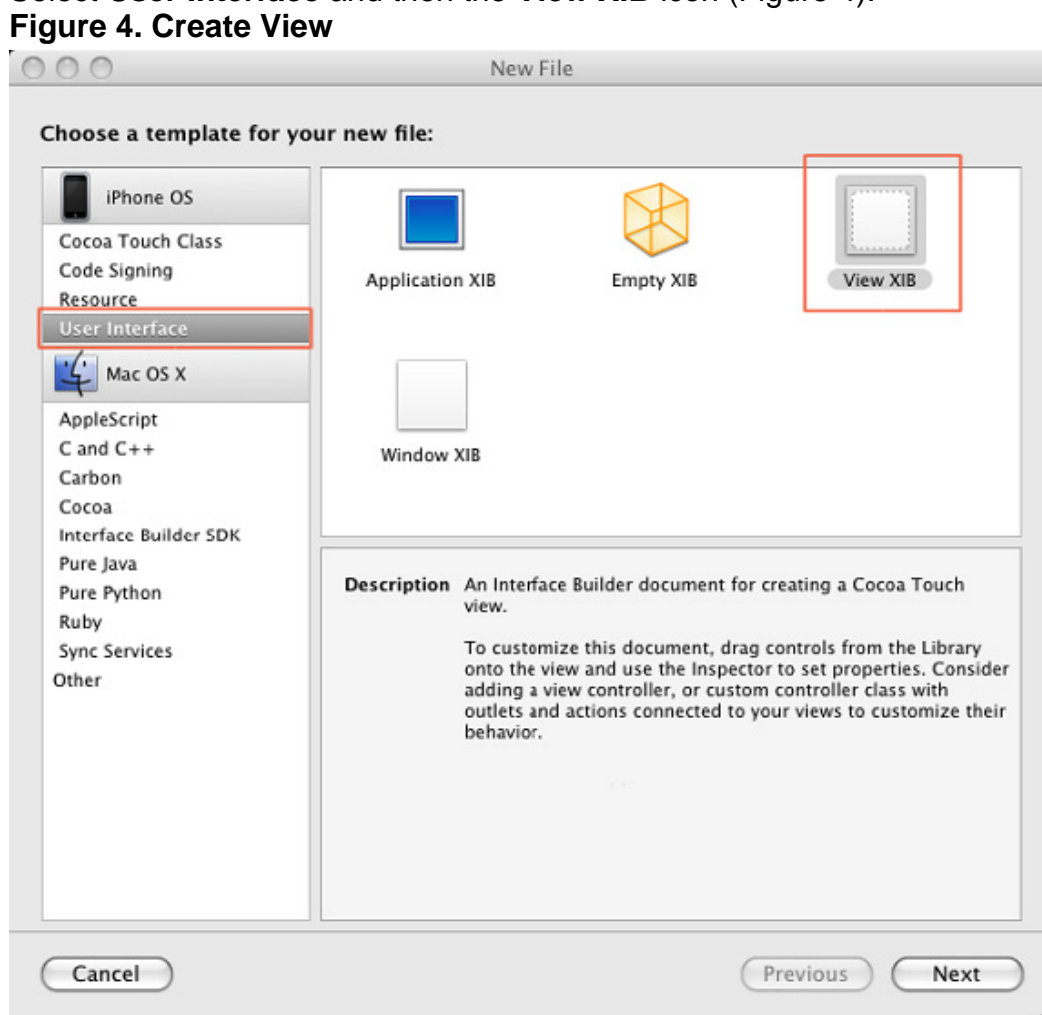 Figure 4. Create View
New File
Choose a template for your new file:
iPhone OS
Cocoa Touch Class
Code Signing
Resource
User Interface
Mac OS X
AppleScript
C and C++
Carbon
Cocoa
Interface Builder SDK
Pure Java
Pure Python
Ruby
Sync Services
Other
Application XIB
Empty XIB
View XIB
Window XIB
Description An Interface Builder document for creating a Cocoa Touch
view.
To customize this document, drag controls from the Library
onto the view and use the Inspector to set properties. Consider
adding a view controller, or custom controller class with
outlets and actions connected to your views to customize their
behavior.
Cancel
Previous
Next